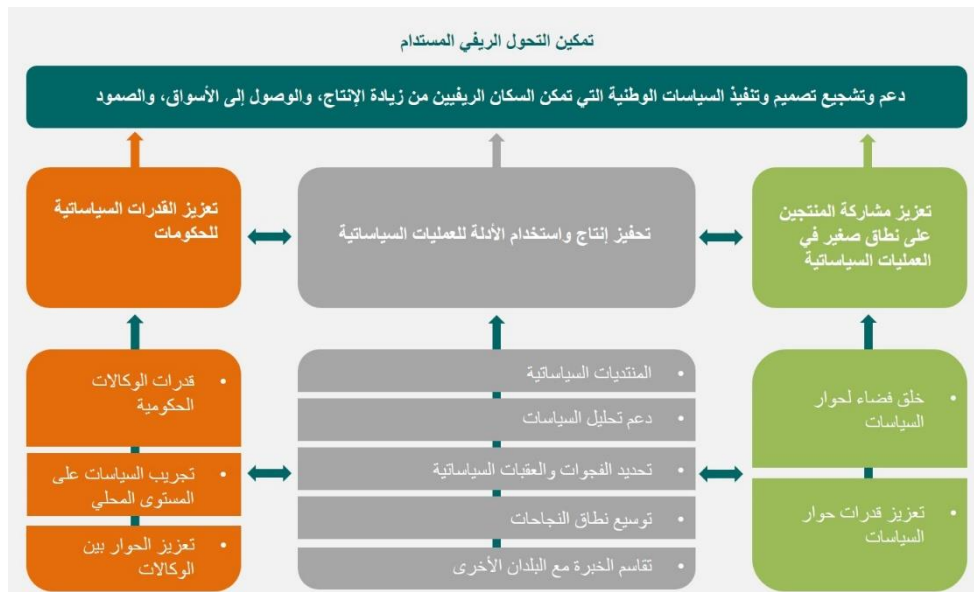 تمكين التحول الريفي المستدام
دعم وتشجيع تصميم وتنفيذ السياسات الوطنية التي تمكن السكان الريفيين من زيادة الإنتاج، والوصول إلى الأسواق، والصمود
تعزيز مشاركة المنتجين
على نطاق صغير في
العمليات السياساتية
تحفيز إنتاج واستخدام الأدلة للعمليات السياساتية
تعزيز القدرات السياساتية
للحكومات
• خلق فضاء لحوار
السياسات
• تعزيز قدرات حوار
السياسات
• المنتديات السياساتية
• دعم تحليل السياسات
• تحديد الفجوات والعقبات السياساتية
• توسيع نطاق النجاحات
• تقاسم الخبرة مع البلدان الأخرى
• قدرات الوكالات
الحكومية
• تجريب السياسات على
المستوى المحلي
• تعزيز الحوار بين
الوكالات